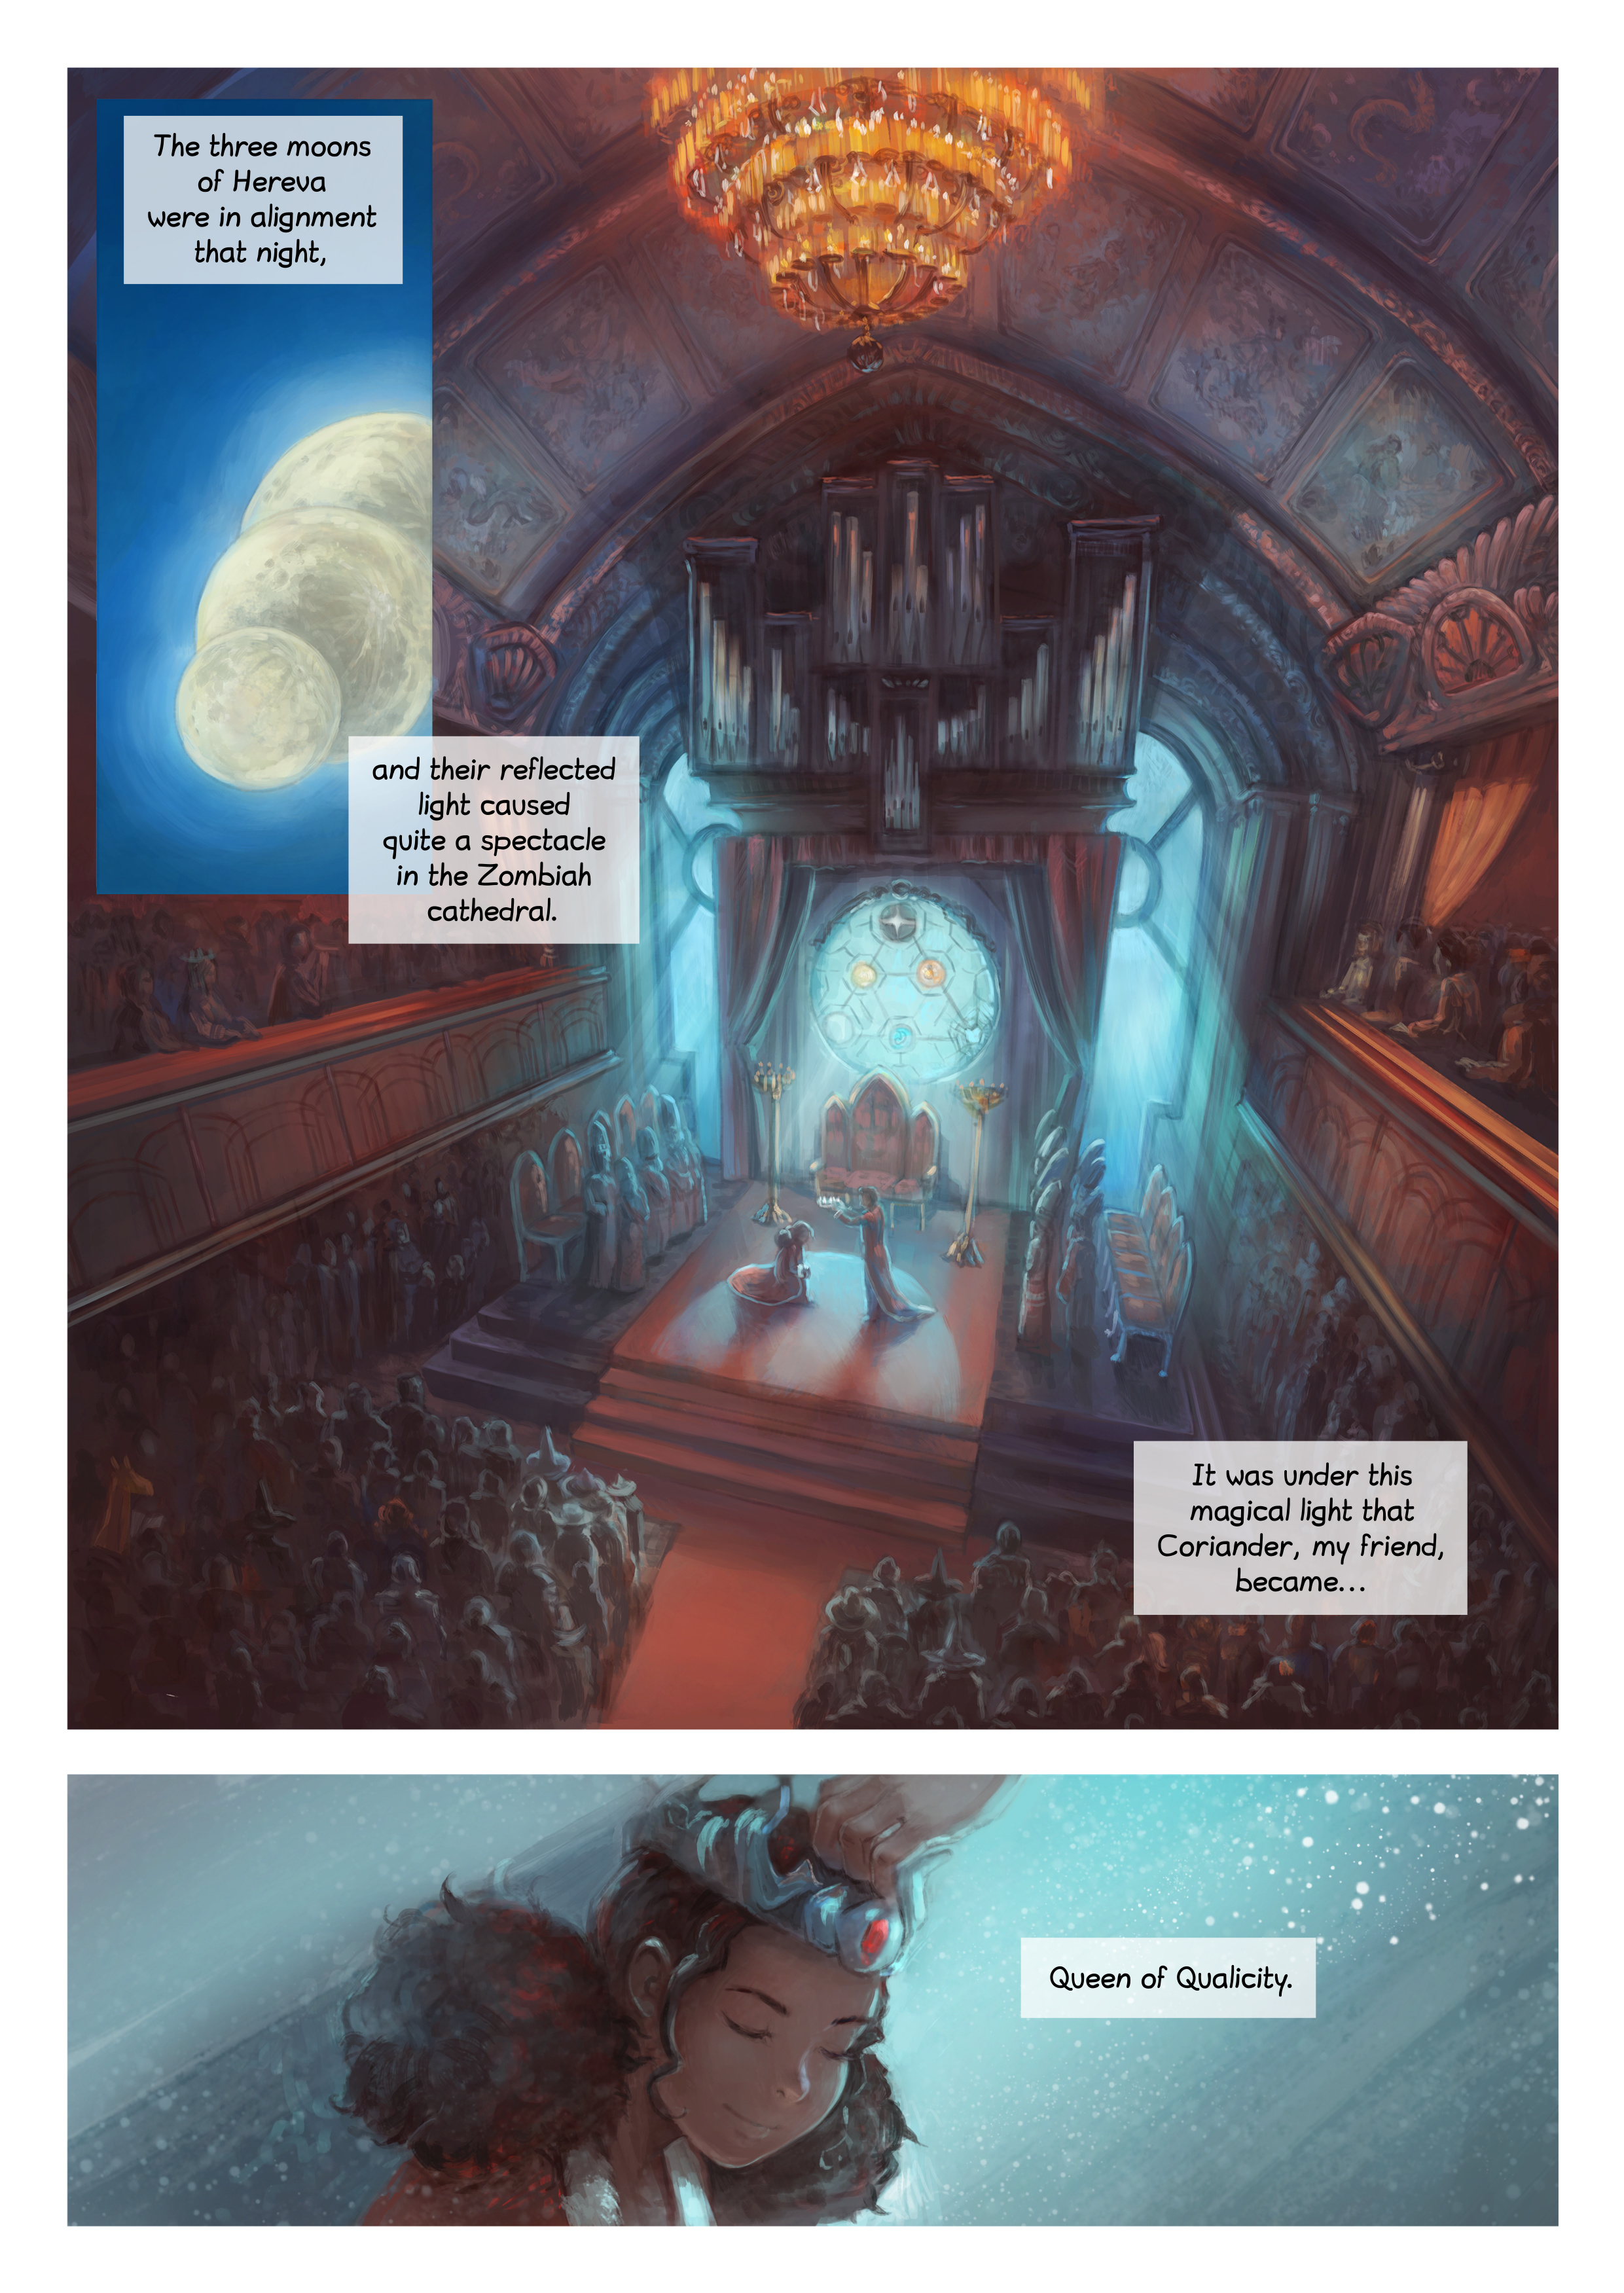 The three moons
of Hereva
were in alignment
that night,
and their reflected
light caused
quite a spectacle
in the Zombiah
cathedral.
It was under this
magical light that
Coriander, my friend,
became...
Queen of Qualicity.